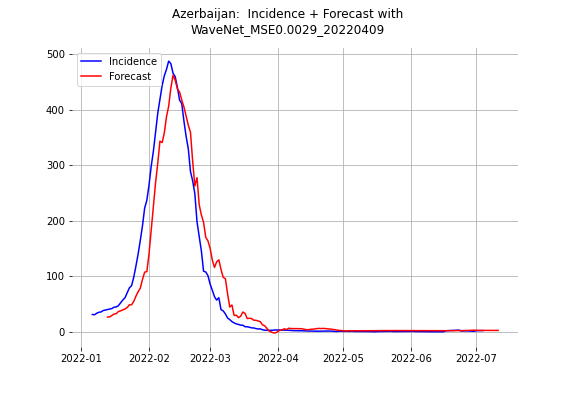 Azerbaijan:  Incidence + Forecast with
WaveNet_MSE0.0029_20220409
Incidence
Forecast
500
400
300
200
100
0
2022-01 2022-02 2022-03 2022-04 2022-05 2022-06 2022-07